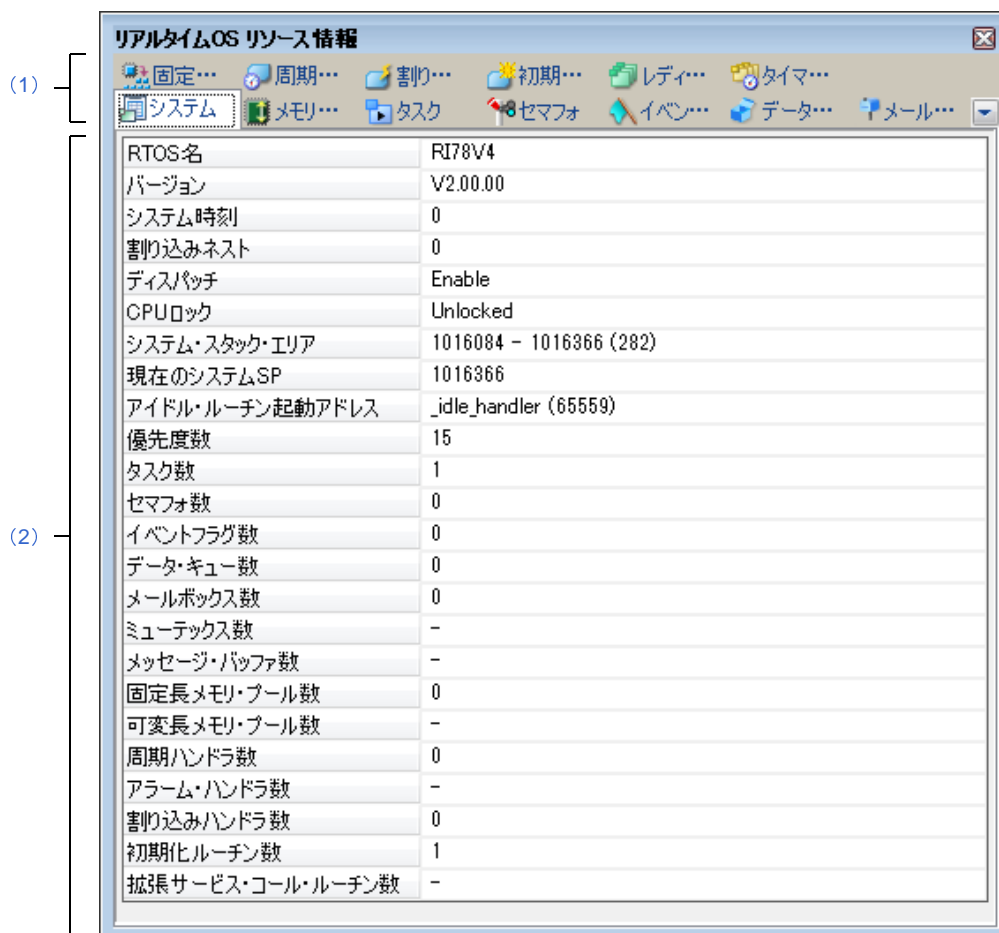 リアルタイムOS リソース情報
(1)
固定… 周期… 割り… 初期… レディ… タイマ…
システム メモリ… タスク セマフォ イベン… データ… メール…
(2)
RTOS名 RI78V4
バージョン V2.00.00
システム時刻 0
割り込みネスト 0
ディスパッチ Enable
CPUロック Unlocked
システム・スタック・エリア 1016084 - 1016366 (282)
現在のシステムSP 1016366
アイドル・ルーチン起動アドレス _idle_handler (65559)
優先度数 15
タスク数 1
セマフォ数 0
イベントフラグ数 0
データ・キュー数 0
メールボックス数 0
ミューテックス数 -
メッセージ・バッファ数 -
固定長メモリ・プール数 0
可変長メモリ・プール数 -
周期ハンドラ数 0
アラーム・ハンドラ数 -
割り込みハンドラ数 0
初期化ルーチン数 1
拡張サービス・コール・ルーチン数 -